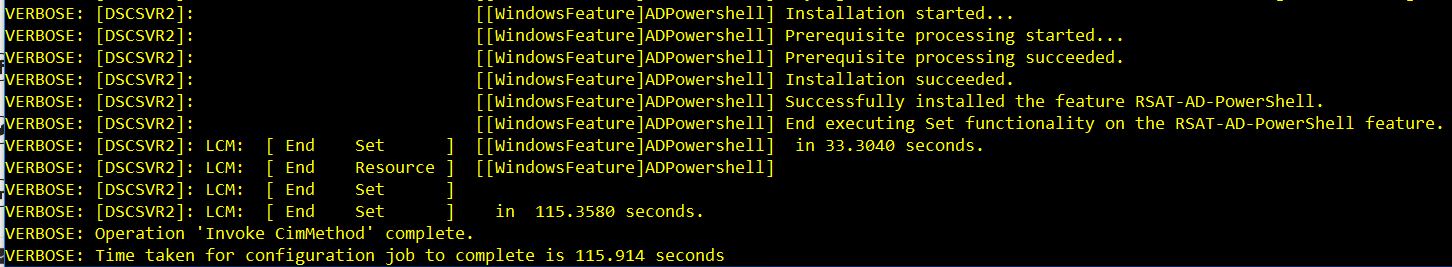 VERBOSE: [DSCSVR2]:                            [[WindowsFeature]ADPowershell] Installation started...
VERBOSE: [DSCSVR2]:                            [[WindowsFeature]ADPowershell] Prerequisite processing started...
VERBOSE: [DSCSVR2]:                            [[WindowsFeature]ADPowershell] Prerequisite processing succeeded.
VERBOSE: [DSCSVR2]:                            [[WindowsFeature]ADPowershell] Installation succeeded.
VERBOSE: [DSCSVR2]:                            [[WindowsFeature]ADPowershell] Successfully installed the feature RSAT-AD-PowerShell.
VERBOSE: [DSCSVR2]:                            [[WindowsFeature]ADPowershell] End executing Set functionality on the RSAT-AD-PowerShell feature.
VERBOSE: [DSCSVR2]: LCM:  [ End    Set      ]  [[WindowsFeature]ADPowershell]  in 33.3040 seconds.
VERBOSE: [DSCSVR2]: LCM:  [ End    Resource ]  [[WindowsFeature]ADPowershell]
VERBOSE: [DSCSVR2]: LCM:  [ End    Set      ]
VERBOSE: [DSCSVR2]: LCM:  [ End    Set      ]    in  115.3580 seconds.
VERBOSE: Operation 'Invoke CimMethod' complete.
VERBOSE: Time taken for configuration job to complete is 115.914 seconds